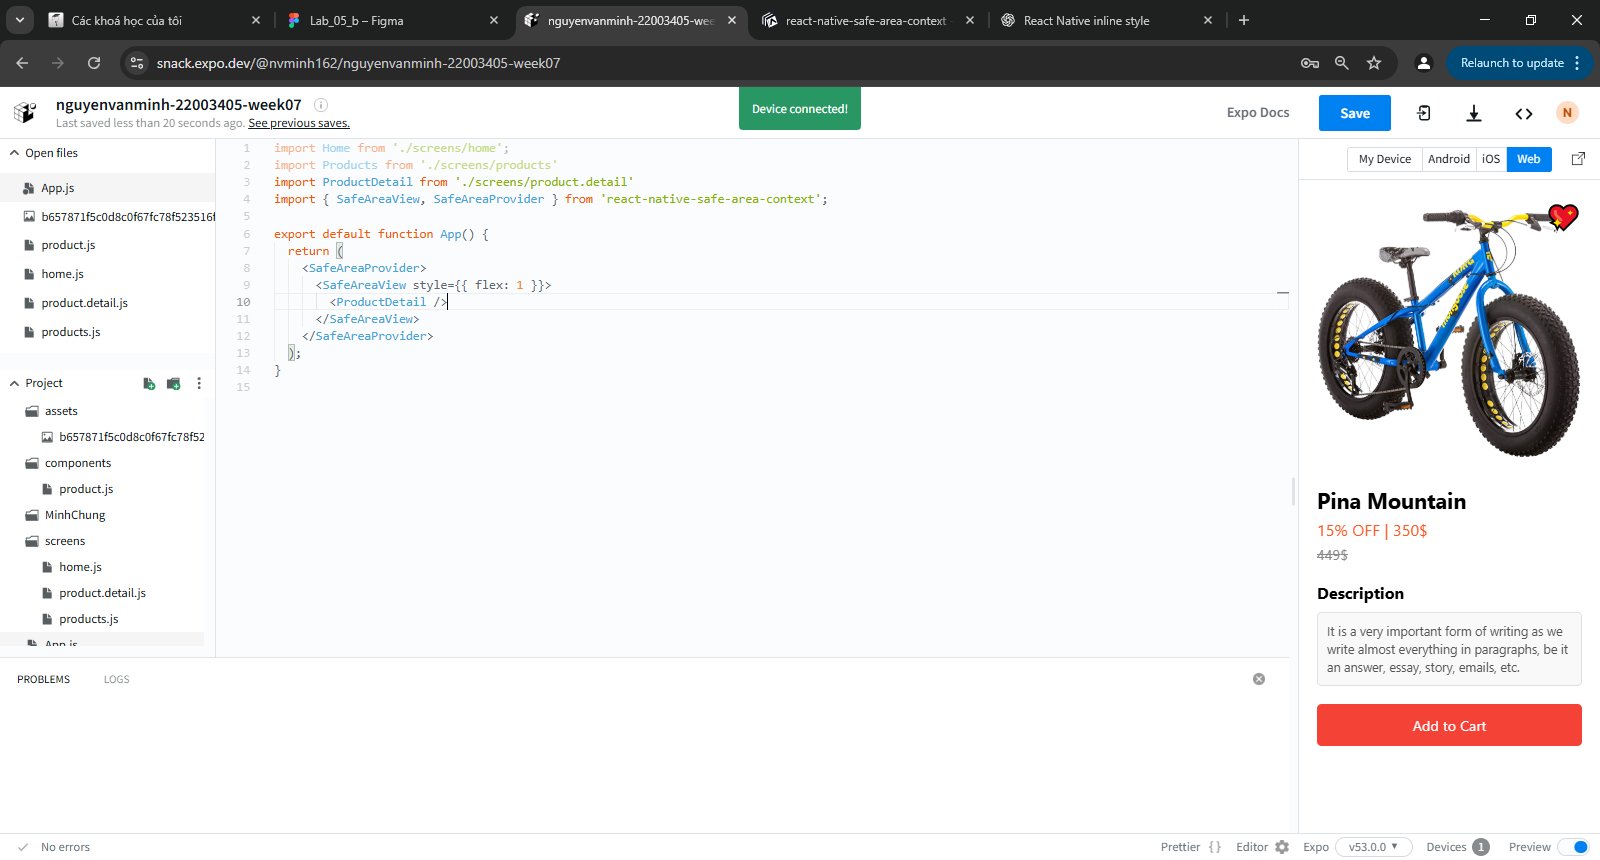 Các khoá học của tôi
Lab_05_b – Figma
nguyenvanminh-22003405-wee
react-native-safe-area-context
React Native inline style
snack.expo.dev/@nvminh162/nguyenvanminh-22003405-week07
Relaunch to update
nguyenvanminh-22003405-week07
Last saved less than 20 seconds ago. See previous saves.
Device connected!
Expo Docs
Save
N
Open files
App.js
b657871f5c0d8c0f67fc78f523516f
product.js
home.js
product.detail.js
products.js
Project
assets
b657871f5c0d8c0f67fc78f52
components
product.js
MinhChung
screens
home.js
product.detail.js
products.js
App.js
1 import Home from './screens/home';
2 import Products from './screens/products'
3 import ProductDetail from './screens/product.detail'
4 import { SafeAreaView, SafeAreaProvider } from 'react-native-safe-area-context';
5
6 export default function App() {
7 return (
8 <SafeAreaProvider>
9 <SafeAreaView style={{ flex: 1 }}>
10 <ProductDetail />
11 </SafeAreaView>
12 </SafeAreaProvider>
13 );
14 }
15
My Device
Android
iOS
Web
Pina Mountain
15% OFF | 350$
449$
Description
It is a very important form of writing as we
write almost everything in paragraphs, be it
an answer, essay, story, emails, etc.
Add to Cart
PROBLEMS
LOGS
No errors
Prettier
Editor
Expo
v53.0.0
Devices 1
Preview